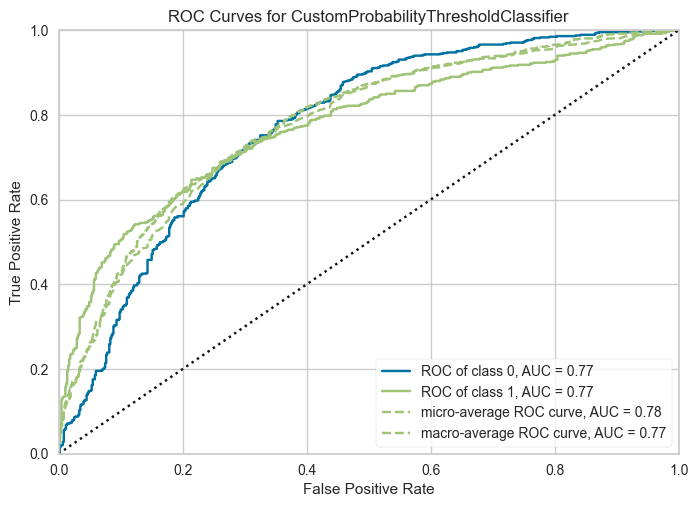 ROC Curves for CustomProbabilityThresholdClassifier
True Positive Rate
1.0
0.8
0.6
0.4
0.2
0.0
ROC of class 0, AUC = 0.77
ROC of class 1, AUC = 0.77
micro-average ROC curve, AUC = 0.78
macro-average ROC curve, AUC = 0.77
0.0 0.2 0.4 0.6 0.8 1.0
False Positive Rate